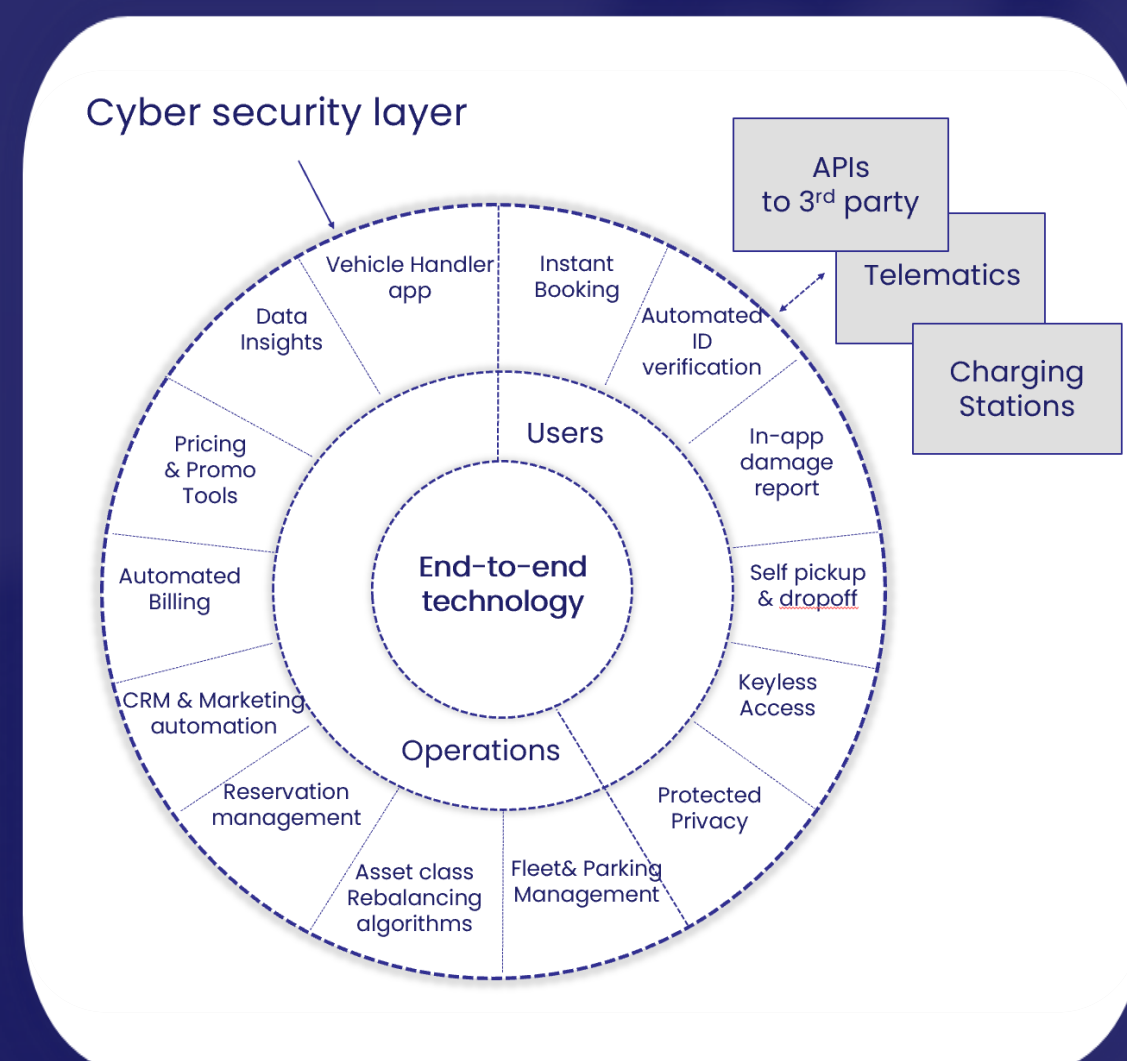 Cyber security layer
APIs
to 3rd party
Telematics
Charging
Stations
Vehicle Handler
app
Instant
Booking
Automated
ID
verification
In-app
damage
report
Self pickup
& dropoff
Keyless
Access
Protected
Privacy
Fleet& Parking
Management
Asset class
Rebalancing
algorithms
Reservation
management
CRM & Marketing
automation
Automated
Billing
Pricing
& Promo
Tools
Data
Insights
Users
End-to-end
technology
Operations